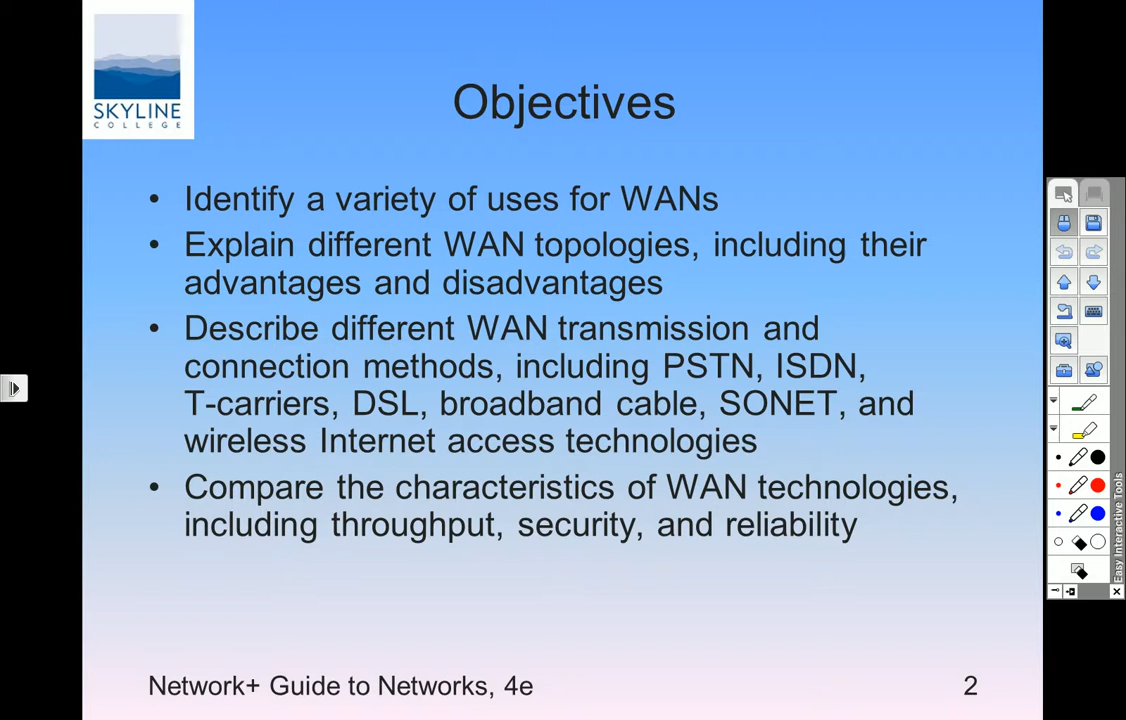 SKYLINE
COLLEGE
Objectives
• Identify a variety of uses for WANs
• Explain different WAN topologies, including their
advantages and disadvantages
• Describe different WAN transmission and
connection methods, including PSTN, ISDN,
T-carriers, DSL, broadband cable, SONET, and
wireless Internet access technologies
• Compare the characteristics of WAN technologies,
including throughput, security, and reliability
Network+ Guide to Networks, 4e
2
Easy Interactive Tools